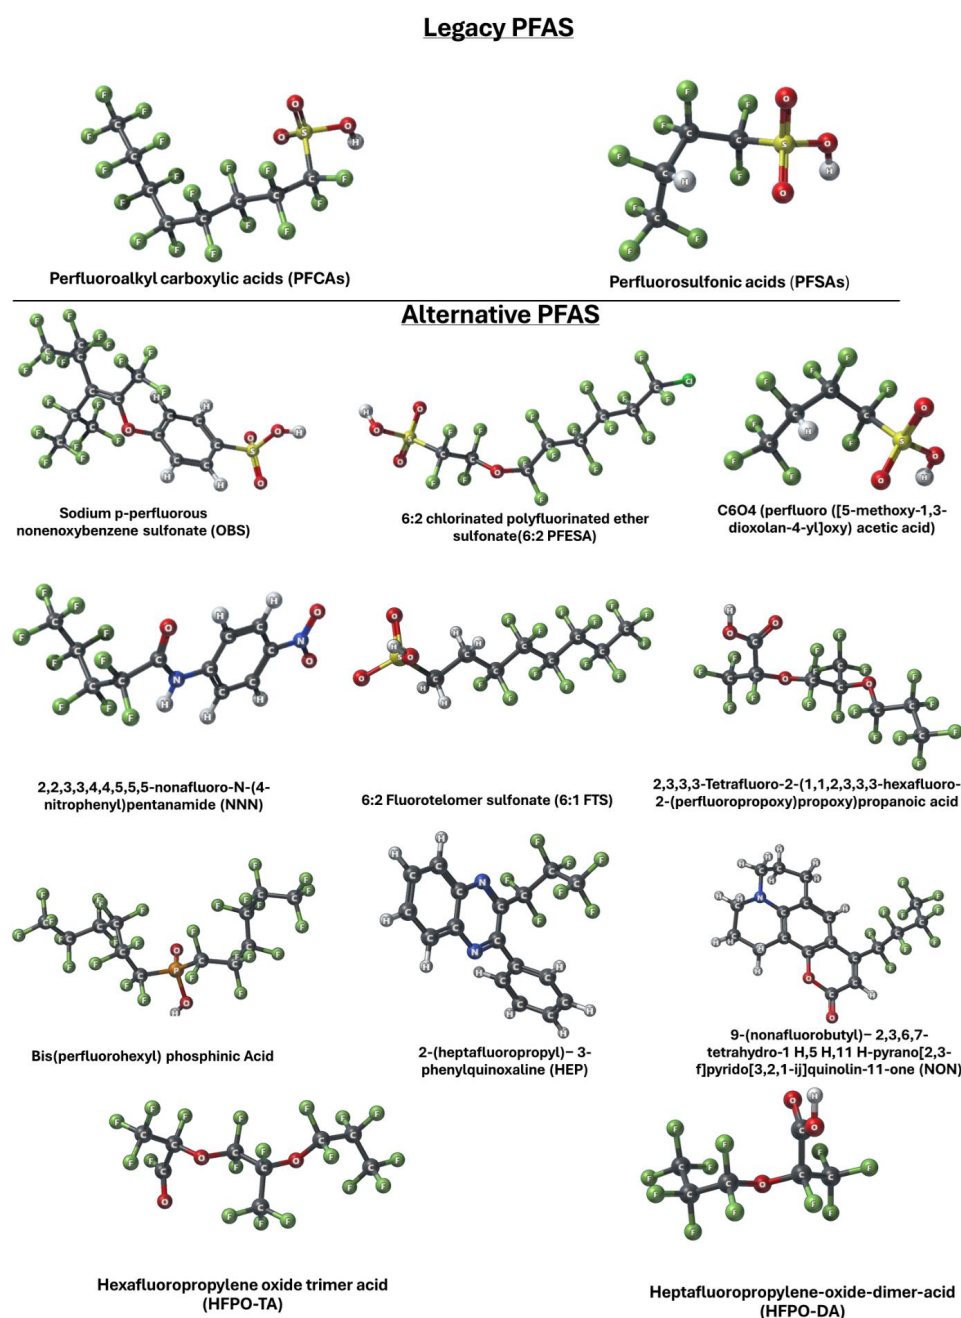 Legacy PFAS
Perfluoroalkyl carboxylic acids (PFCAs)
Perfluorosulfonic acids (PFSAs)
Alternative PFAS
Sodium p-perfluorous
nonenoxybenzene sulfonate (OBS)
6:2 chlorinated polyfluorinated ether
sulfonate(6:2 PFESA)
C6O4 (perfluoro ([5-methoxy-1,3-
dioxolan-4-yl]oxy) acetic acid)
2,2,3,3,4,4,5,5,5-nonafluro-N-(4-
nitrophenyl)pentanamide (NNN)
6:2 Fluorotelomer sulfonate (6:1 FTS)
2,3,3,3-Tetrafluoro-2-(1,1,2,3,3,3-hexafluoro-
2-(perfluoropropoxy)propoxy)propanoic acid
Bis(perfluorohexyl) phosphinic Acid
2-(heptafluoropropyl)– 3-
phenylquinoxaline (HEP)
9-(nonafluorobutyl)– 2,3,6,7-
tetrahydro-1 H,5 H,11 H-pyrano[2,3-
f]pyrido[3,2,1-ij]quinolin-11-one (NON)
Hexafluoropropylene oxide trimer acid
(HFPO-TA)
Heptafluoropropylene-oxide-dimer-acid
(HFPO-DA)